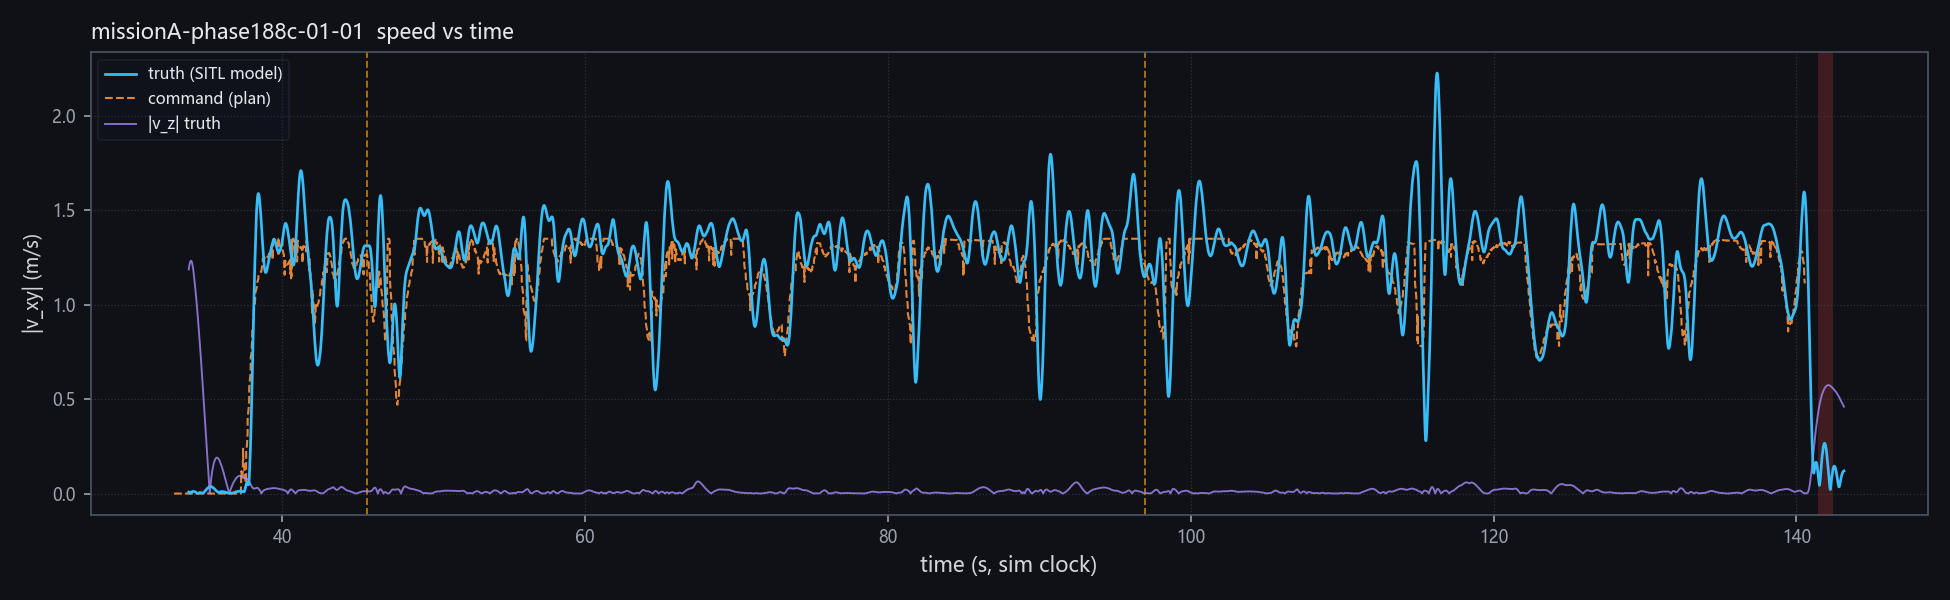 missionA-phase188c-01-01  speed vs time
truth (SITL model)
command (plan)
|v_z| truth
|v_xy| (m/s)
2.0
1.5
1.0
0.5
0.0
40
60
80
100
120
140
time (s, sim clock)